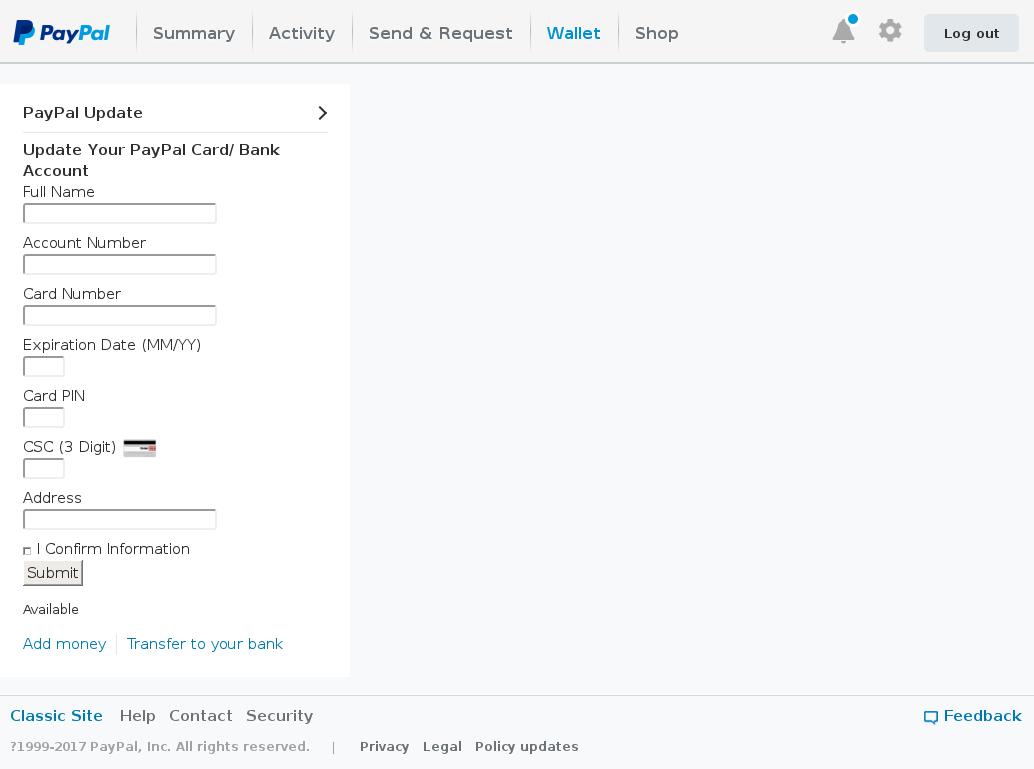 PayPal Summary Activity Send & Request Wallet Shop Log out
PayPal Update
Update Your PayPal Card/ Bank
Account
Full Name
Account Number
Card Number
Expiration Date (MM/YY)
Card PIN
CSC (3 Digit)
Address
I Confirm Information
Submit
Available
Add money Transfer to your bank
Classic Site Help Contact Security Feedback
?1999-2017 PayPal, Inc. All rights reserved. | Privacy Legal Policy updates